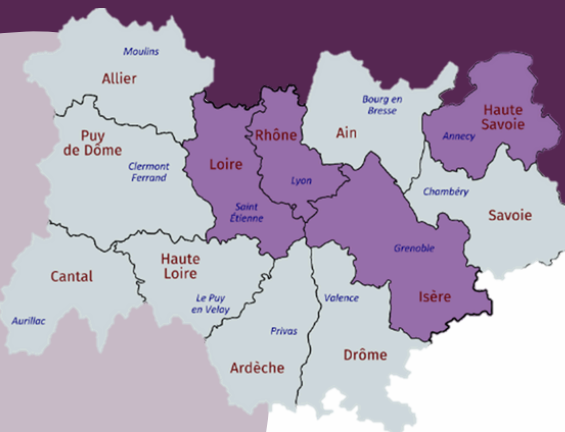 Moulins
Allier
Puy
de Dôme
Clermont
Ferrand
Loire
Saint
Étienne
Rhône
Lyon
Ain
Bourg en
Bresse
Haute
Savoie
Annecy
Chambéry
Savoie
Grenoble
Isère
Cantal
Aurillac
Haute
Loire
Le Puy
en Velay
Privas
Ardèche
Valence
Drôme